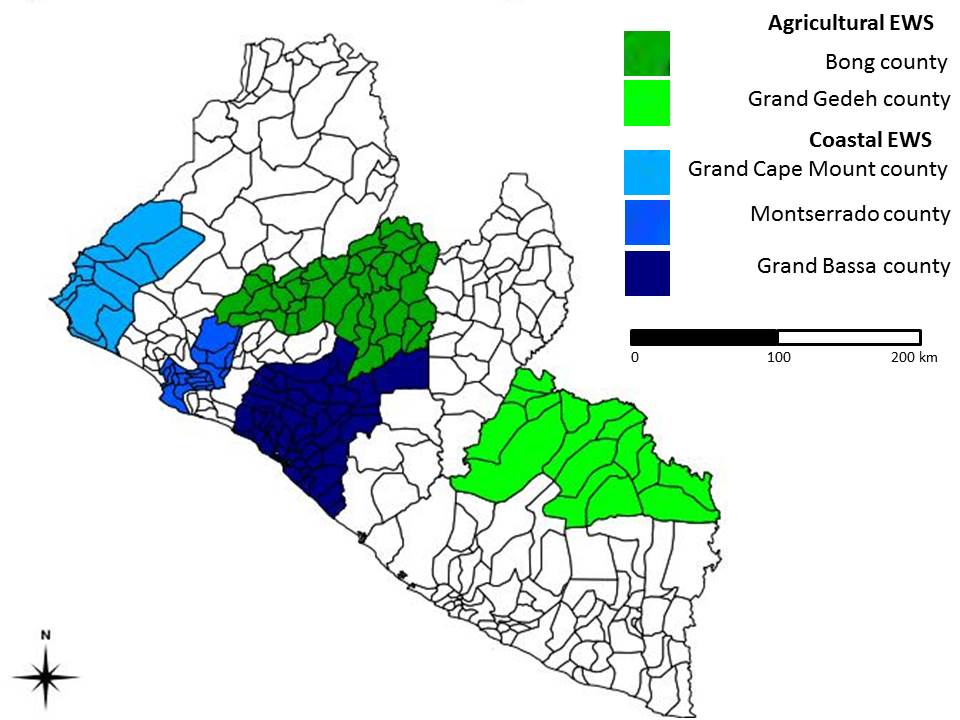 Agricultural EWS
Bong county
Grand Gedeh county
Coastal EWS
Grand Cape Mount county
Montserrado county
Grand Bassa county
0 100 200 km
N